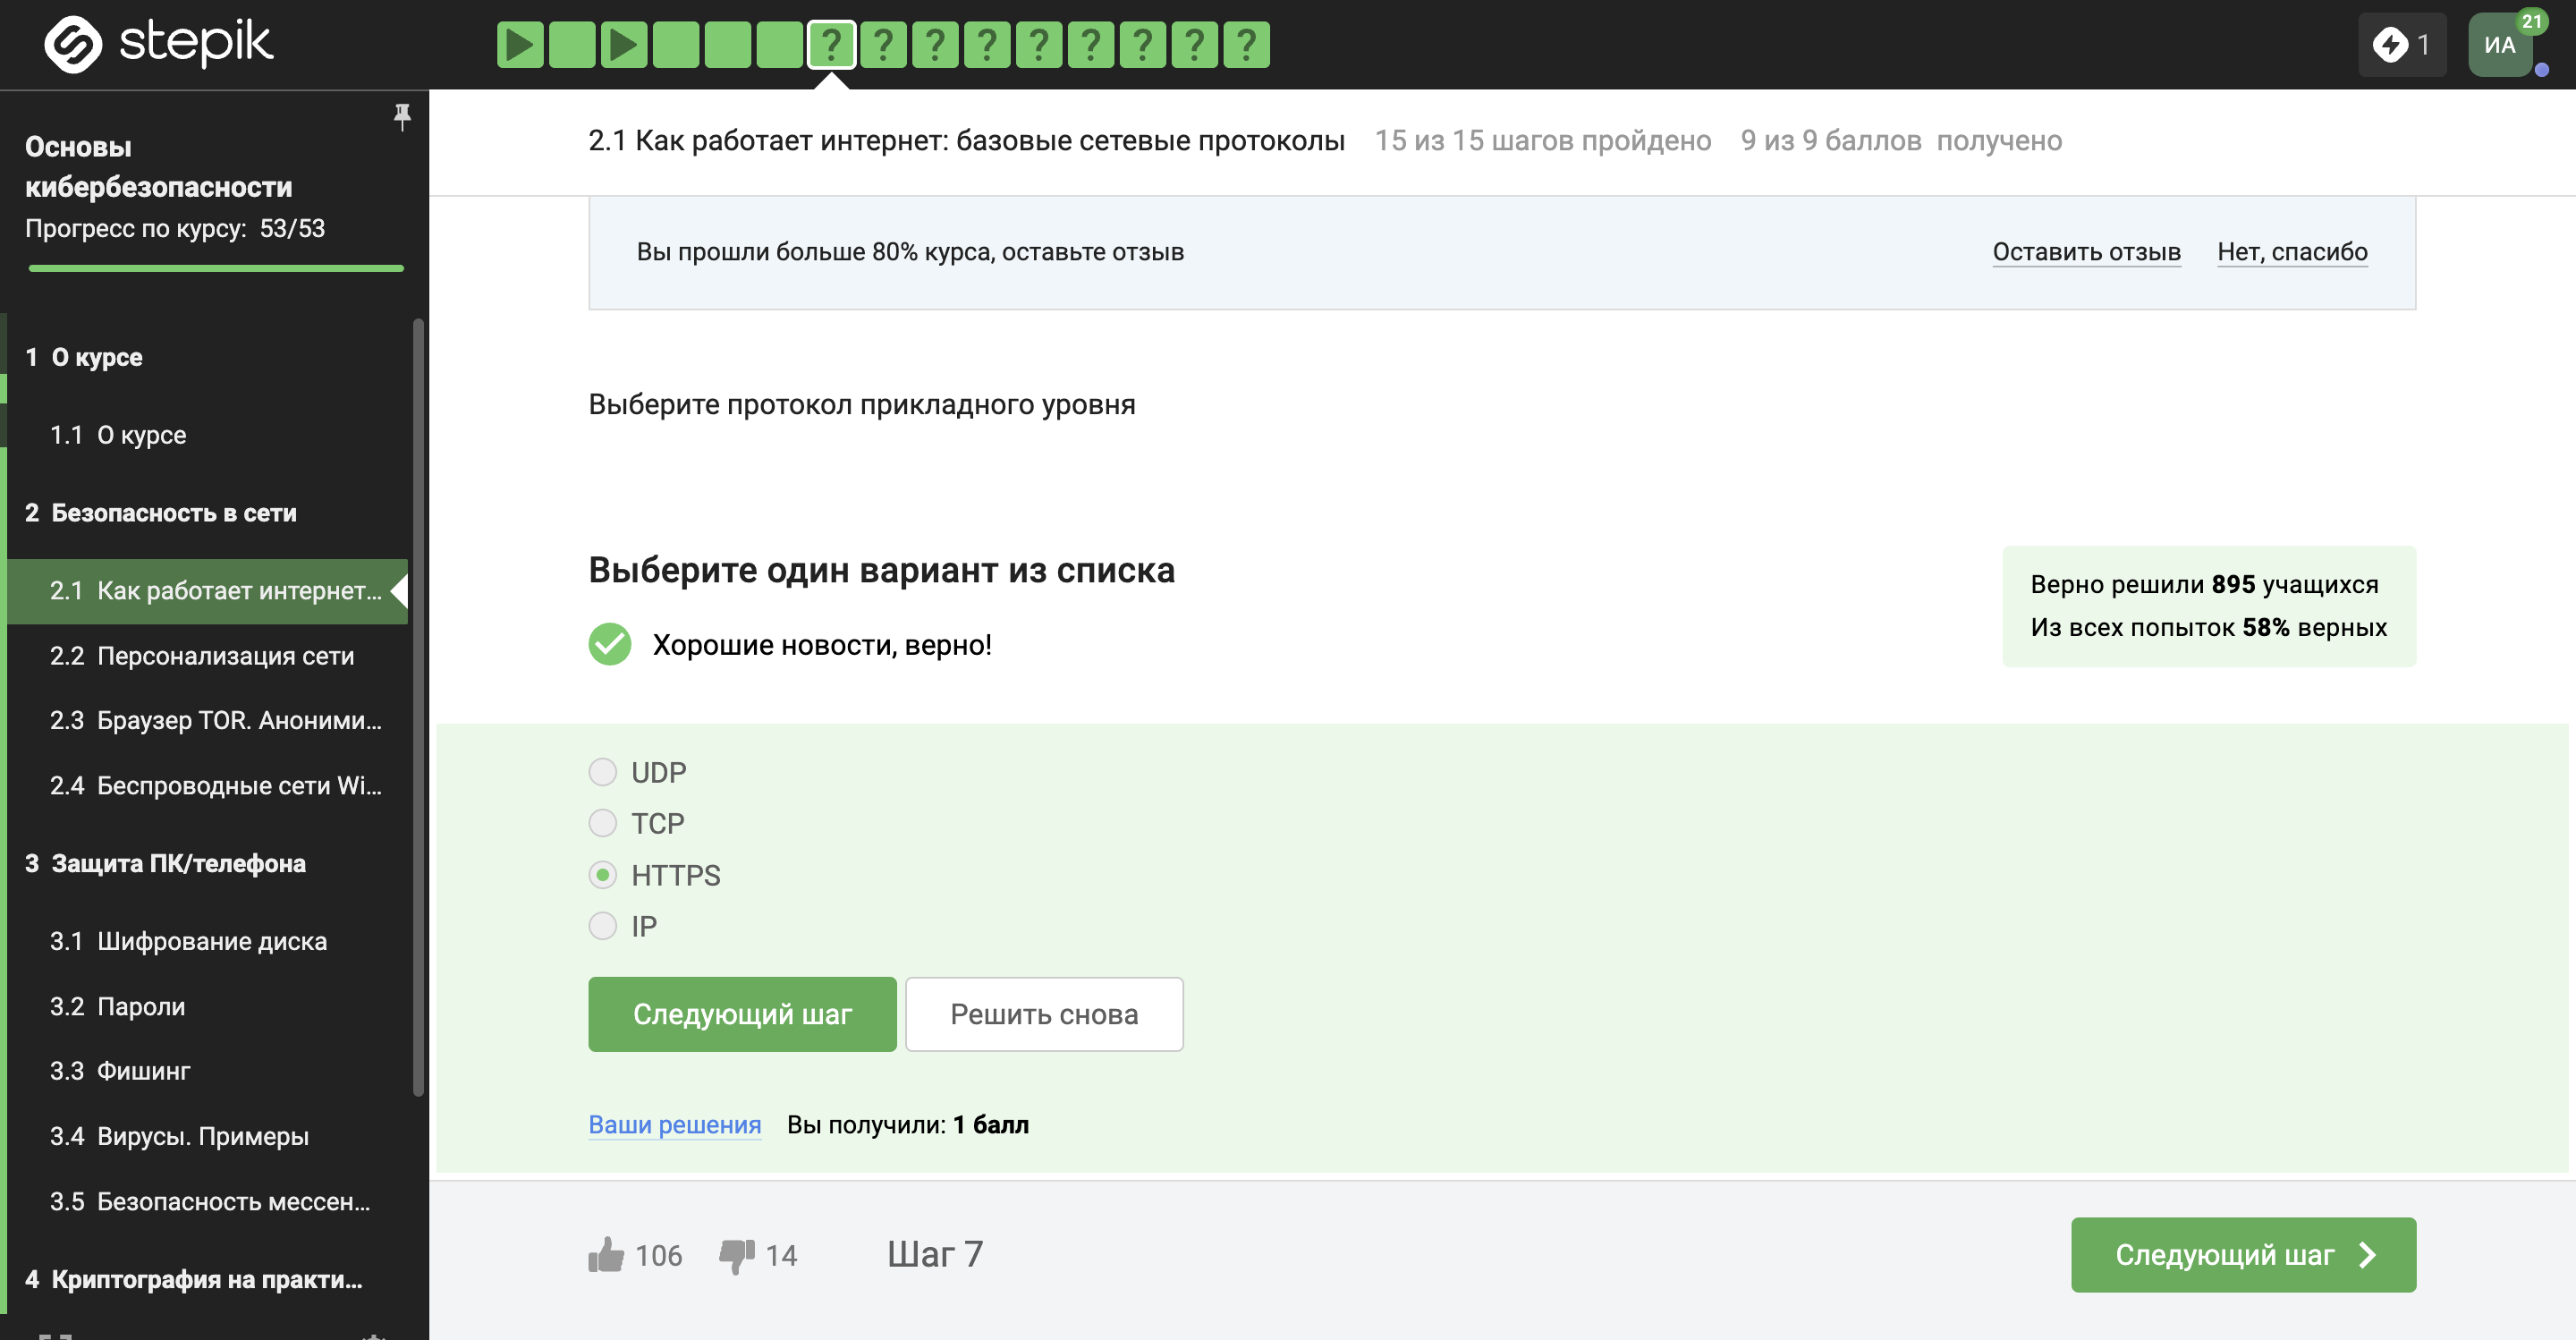 stepik
? ? ? ? ? ? ? ? ?
1
ИА
21
Основы
кибербезопасности
Прогресс по курсу: 53/53
1 О курсе
1.1 О курсе
2 Безопасность в сети
2.1 Как работает интернет...
2.2 Персонализация сети
2.3 Браузер TOR. Аноними...
2.4 Беспроводные сети Wi...
3 Защита ПК/телефона
3.1 Шифрование диска
3.2 Пароли
3.3 Фишинг
3.4 Вирусы. Примеры
3.5 Безопасность мессен...
4 Криптография на практи...
2.1 Как работает интернет: базовые сетевые протоколы 15 из 15 шагов пройдено 9 из 9 баллов получено
Вы прошли больше 80% курса, оставьте отзыв Оставить отзыв Нет, спасибо
Выберите протокол прикладного уровня
Выберите один вариант из списка
Хорошие новости, верно!
Верно решили 895 учащихся
Из всех попыток 58% верных
UDP
TCP
HTTPS
IP
Следующий шаг Решить снова
Ваши решения Вы получили: 1 балл
106 14 Шаг 7 Следующий шаг